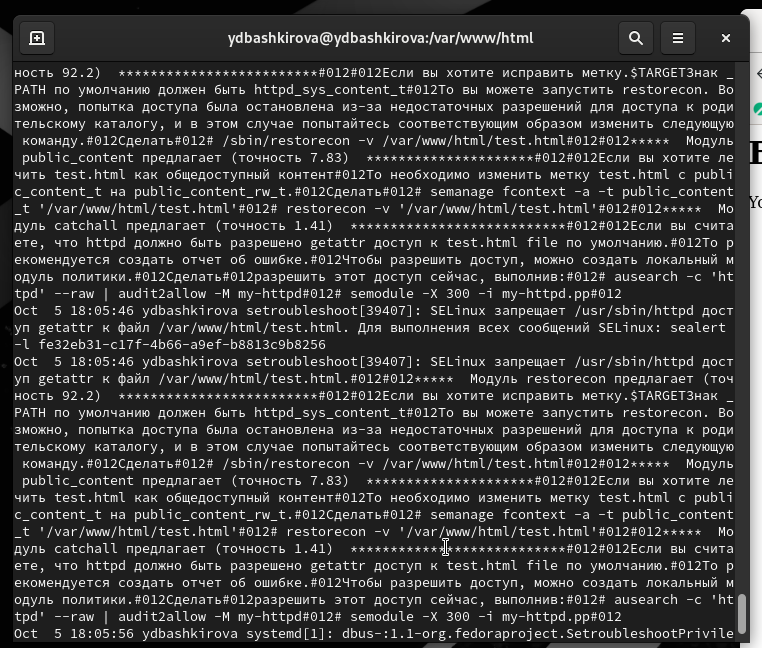 ydbashkirova@ydbashkirova:/var/www/html
ность 92.2)  *************************#012#012Если вы хотите исправить метку.$TARGETЗнак _
PATH по умолчанию должен быть httpd_sys_content_t#012То вы можете запустить restorecon. Во
зможно, попытка доступа была остановлена из-за недостаточных разрешений для доступа к роди
тельскому каталогу, и в этом случае попытайтесь соответствующим образом изменить следующую
 команду.#012Сделать#012# /sbin/restorecon -v /var/www/html/test.html#012#012*****  Модуль
 public_content предлагает (точность 7.83)  *********************#012#012Если вы хотите ле
чить test.html как общедоступный контент#012То необходимо изменить метку test.html с publi
c_content_t на public_content_rw_t.#012Сделать#012# semanage fcontext -a -t public_content
_t '/var/www/html/test.html'#012# restorecon -v '/var/www/html/test.html'#012#012*****  Мо
дуль catchall предлагает (точность 1.41)  ***************************#012#012Если вы счита
ете, что httpd должно быть разрешено getattr доступ к test.html file по умолчанию.#012То р
екомендуется создать отчет об ошибке.#012Чтобы разрешить доступ, можно создать локальный м
одуль политики.#012Сделать#012разрешить этот доступ сейчас, выполнив:#012# ausearch -c 'ht
tpd' --raw | audit2allow -M my-httpd#012# semodule -X 300 -i my-httpd.pp#012
Oct  5 18:05:46 ydbashkirova setroubleshoot[39407]: SELinux запрещает /usr/sbin/httpd дост
уп getattr к файл /var/www/html/test.html. Для выполнения всех сообщений SELinux: sealert
-l fe32eb31-c17f-4b66-a9ef-b8813c9b8256
Oct  5 18:05:46 ydbashkirova setroubleshoot[39407]: SELinux запрещает /usr/sbin/httpd дост
уп getattr к файл /var/www/html/test.html.#012#012*****  Модуль restorecon предлагает (точ
ность 92.2)  *************************#012#012Если вы хотите исправить метку.$TARGETЗнак _
PATH по умолчанию должен быть httpd_sys_content_t#012То вы можете запустить restorecon. Во
зможно, попытка доступа была остановлена из-за недостаточных разрешений для доступа к роди
тельскому каталогу, и в этом случае попытайтесь соответствующим образом изменить следующую
 команду.#012Сделать#012# /sbin/restorecon -v /var/www/html/test.html#012#012*****  Модуль
 public_content предлагает (точность 7.83)  *********************#012#012Если вы хотите ле
чить test.html как общедоступный контент#012То необходимо изменить метку test.html с publi
c_content_t на public_content_rw_t.#012Сделать#012# semanage fcontext -a -t public_content
_t '/var/www/html/test.html'#012# restorecon -v '/var/www/html/test.html'#012#012*****  Мо
дуль catchall предлагает (точность 1.41)  ***************************#012#012Если вы счита
ете, что httpd должно быть разрешено getattr доступ к test.html file по умолчанию.#012То р
екомендуется создать отчет об ошибке.#012Чтобы разрешить доступ, можно создать локальный м
одуль политики.#012Сделать#012разрешить этот доступ сейчас, выполнив:#012# ausearch -c 'ht
tpd' --raw | audit2allow -M my-httpd#012# semodule -X 300 -i my-httpd.pp#012
Oct  5 18:05:56 ydbashkirova systemd[1]: dbus-:1.1-org.fedoraproject.SetroubleshootPrivile